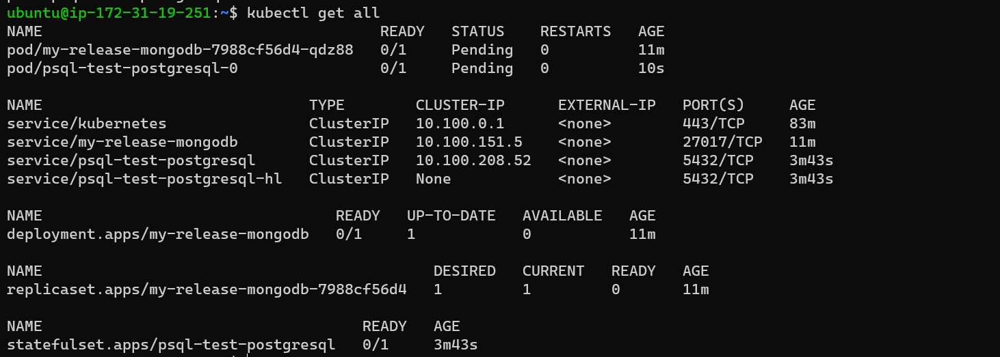 ubuntu@ip-172-31-19-251:~$ kubectl get all
NAME READY STATUS RESTARTS AGE
pod/my-release-mongodb-7988cf56d4-qdz88 0/1 Pending 0 11m
pod/psql-test-postgresql-0 0/1 Pending 0 10s
NAME TYPE CLUSTER-IP EXTERNAL-IP PORT(S) AGE
service/kubernetes ClusterIP 10.100.0.1 <none> 443/TCP 83m
service/my-release-mongodb ClusterIP 10.100.151.5 <none> 27017/TCP 11m
service/psql-test-postgresql ClusterIP 10.100.208.52 <none> 5432/TCP 3m43s
service/psql-test-postgresql-hl ClusterIP None <none> 5432/TCP 3m43s
NAME READY UP-TO-DATE AVAILABLE AGE
deployment.apps/my-release-mongodb 0/1 1 0 11m
NAME DESIRED CURRENT READY AGE
replicaset.apps/my-release-mongodb-7988cf56d4 1 1 0 11m
NAME READY AGE
statefulset.apps/psql-test-postgresql 0/1 3m43s